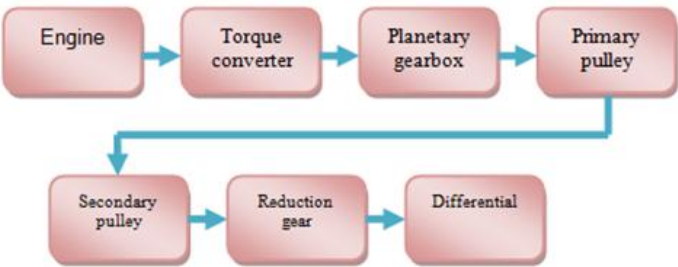 Engine
Torque
converter
Planetary
gearbox
Primary
pulley
Secondary
pulley
Reduction
gear
Differential